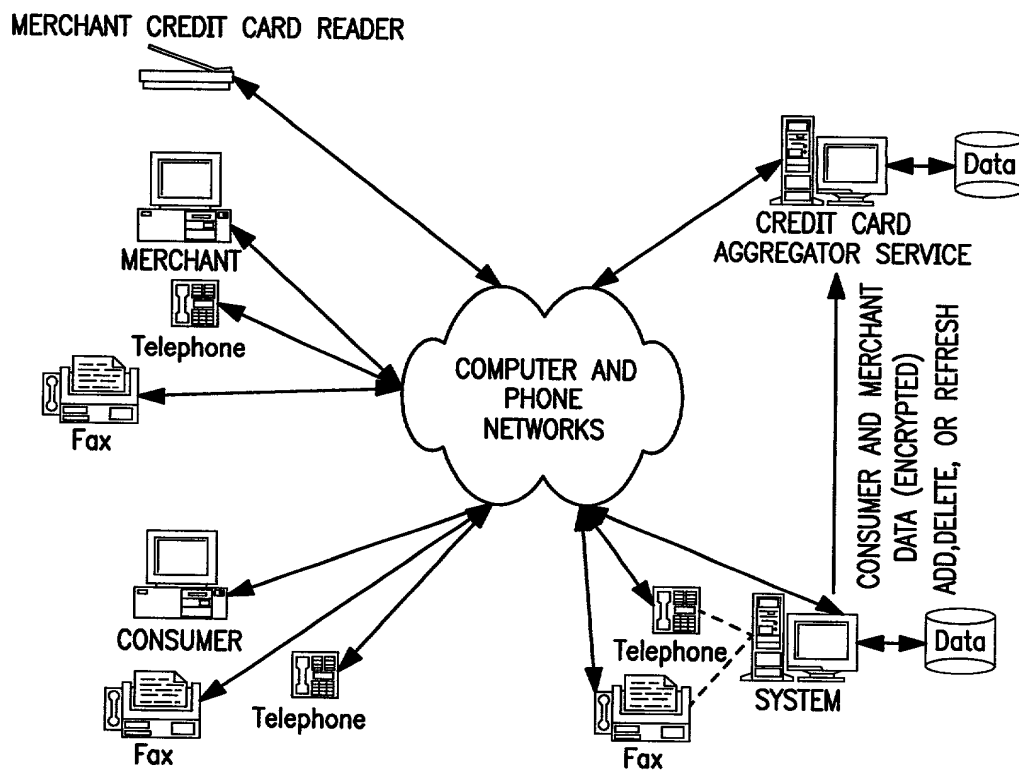 MERCHANT CREDIT CARD READER
Data
CREDIT CARD
AGGREGATOR SERVICE
MERCHANT
Telephone
Fax
COMPUTER AND
PHONE
NETWORKS
CONSUMER AND MERCHANT
DATA (ENCRYPTED)
ADD,DELETE, OR REFRESH
CONSUMER
Fax
Telephone
Telephone
Fax
SYSTEM
Data